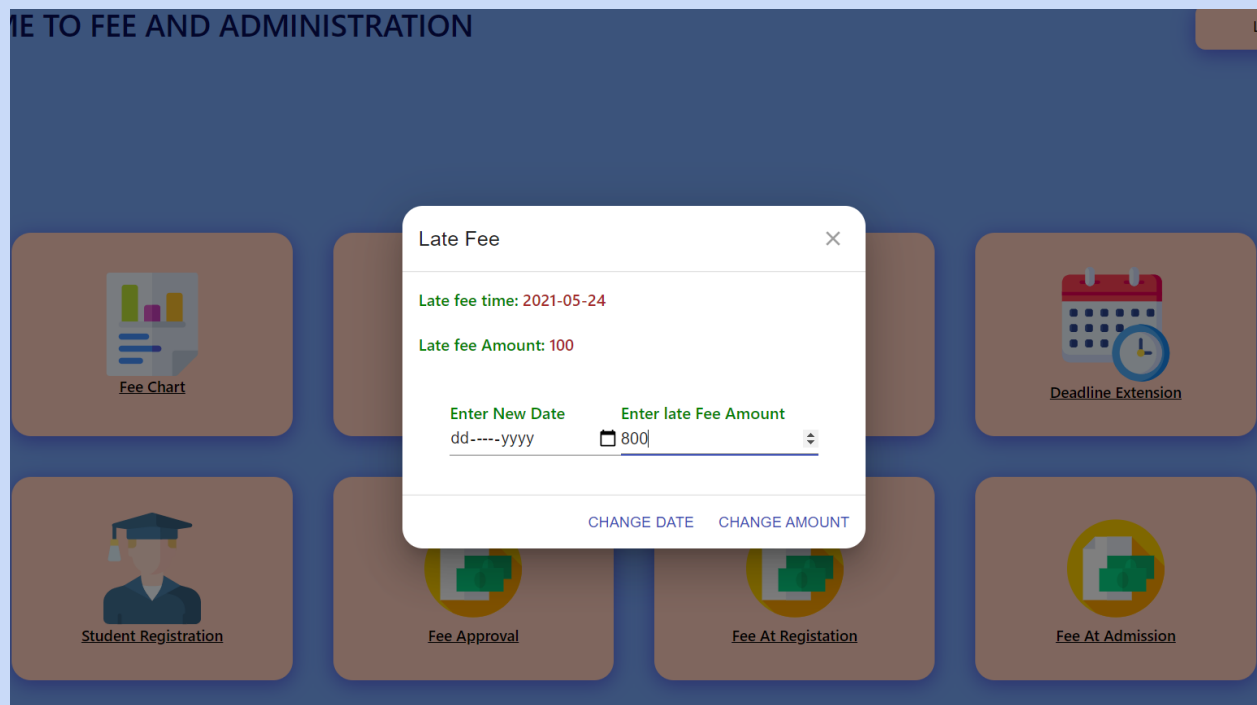 TO FEE AND ADMINISTRATION
Late Fee
Late fee time: 2021-05-24
Late fee Amount: 100
Enter New Date
Enter late Fee Amount
dd-----yyyy
800
CHANGE DATE
CHANGE AMOUNT
Fee Chart
Deadline Extension
Student Registration
Fee Approval
Fee At Registation
Fee At Admission